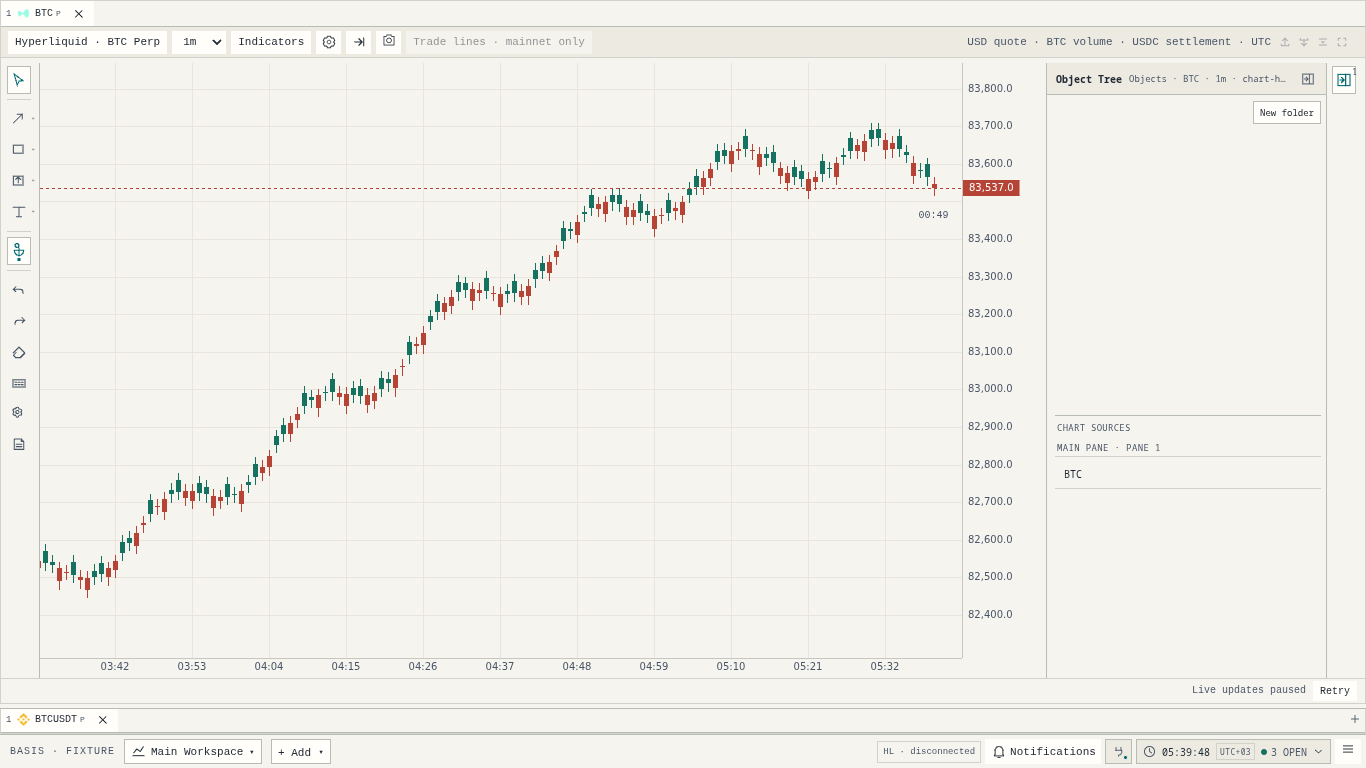 1 BTC P
Hyperliquid · BTC Perp 1m Indicators Trade lines · mainnet only USD quote · BTC volume · USDC settlement · UTC
Object Tree Objects · BTC · 1m · chart-h…
1
New folder
83,800.0
83,700.0
83,600.0
83,537.0
00:49
83,400.0
83,300.0
83,200.0
83,100.0
83,000.0
82,900.0
82,800.0
82,700.0
82,600.0
82,500.0
82,400.0
CHART SOURCES
MAIN PANE · PANE 1
BTC
03:42 03:53 04:04 04:15 04:26 04:37 04:48 04:59 05:10 05:21 05:32
Live updates paused Retry
1 BTCUSDT P
BASIS · FIXTURE Main Workspace + Add HL · disconnected Notifications 05:39:48 UTC+03 3 OPEN